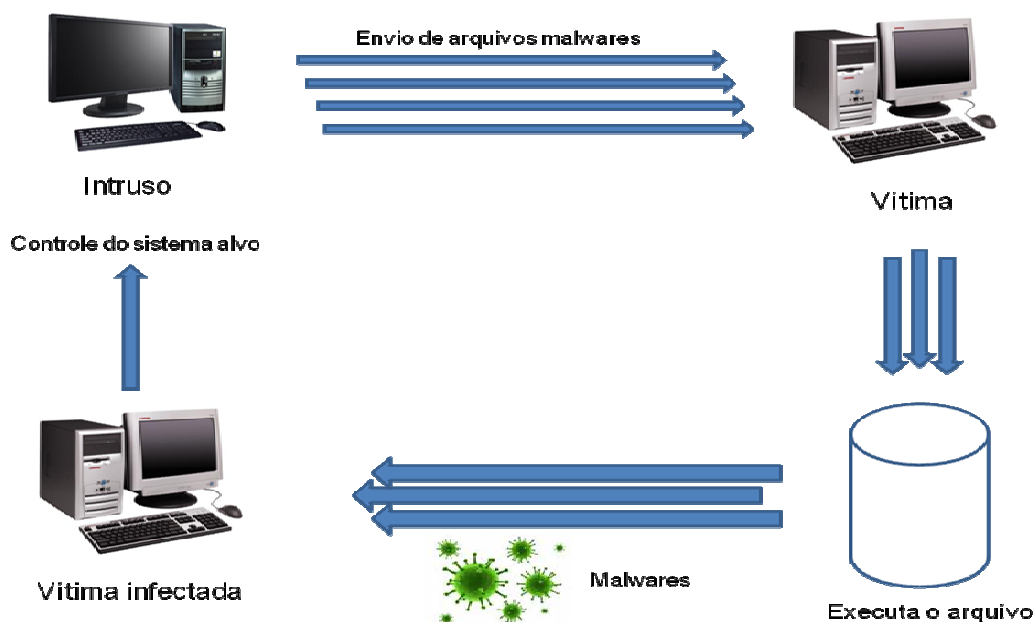 Envio de arquivos malwares
Intruso
Vitima
Controle do sistema alvo
Vitima infectada
Malwares
Executa o arquivo